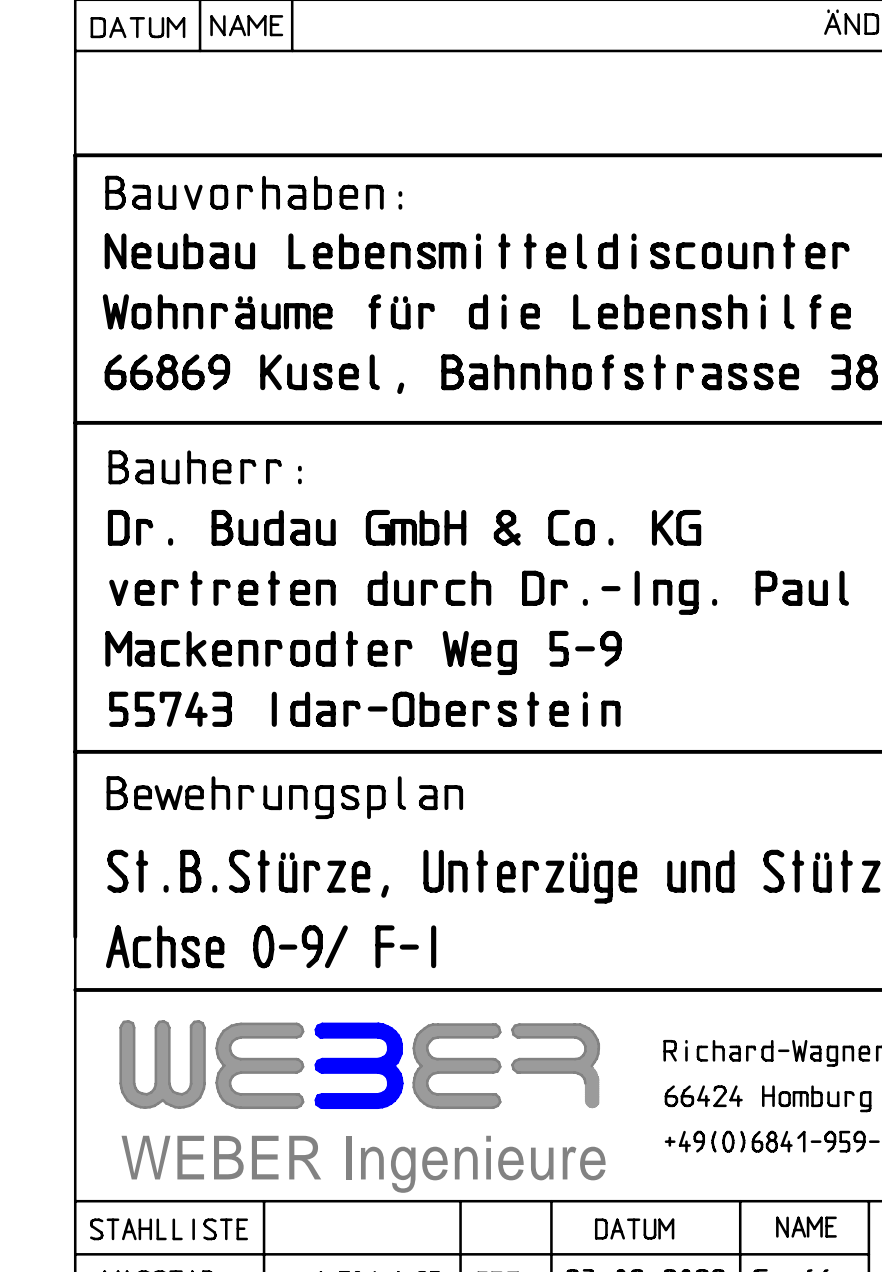 DATUM NAME
Bauvorhaben:
Neubau Lebensmitteldiscounter
Wohnräume für die Lebenshilfe
66869 Kusel, Bahnhofstrasse 38
Bauherr:
Dr. Budau GmbH & Co. KG
vertreten durch Dr.-Ing. Paul
Mackenrodter Weg 5-9
55743 Idar-Oberstein
Bewehrungsplan
St.B.Stürze, Unterzüge und
Achse 0-9/ F-I
WEBER
WEBER Ingenieure
Richard-Wagner
66424 Homburg
+49(0)6841-959-
STAHLLISTE DATUM NAME